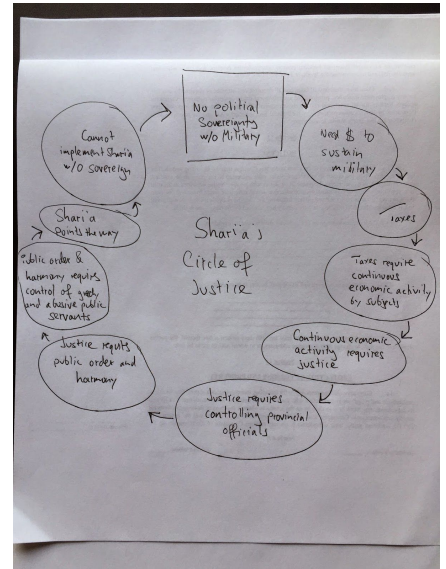 Shari'a's
Circle of
Justice
No political
Sovereignty
w/o Military
Need $ to
sustain
military
Taxes
Taxes require
continuous
economic activity
by subjects
Continuous economic
activity requires
justice
Justice requires
controlling provincial
officials
Justice requires
public order and
harmony
Public order &
harmony requires
control of greedy
and abusive public
servants
Shari'a
points the way
Cannot
implement Shari'a
w/o sovereign